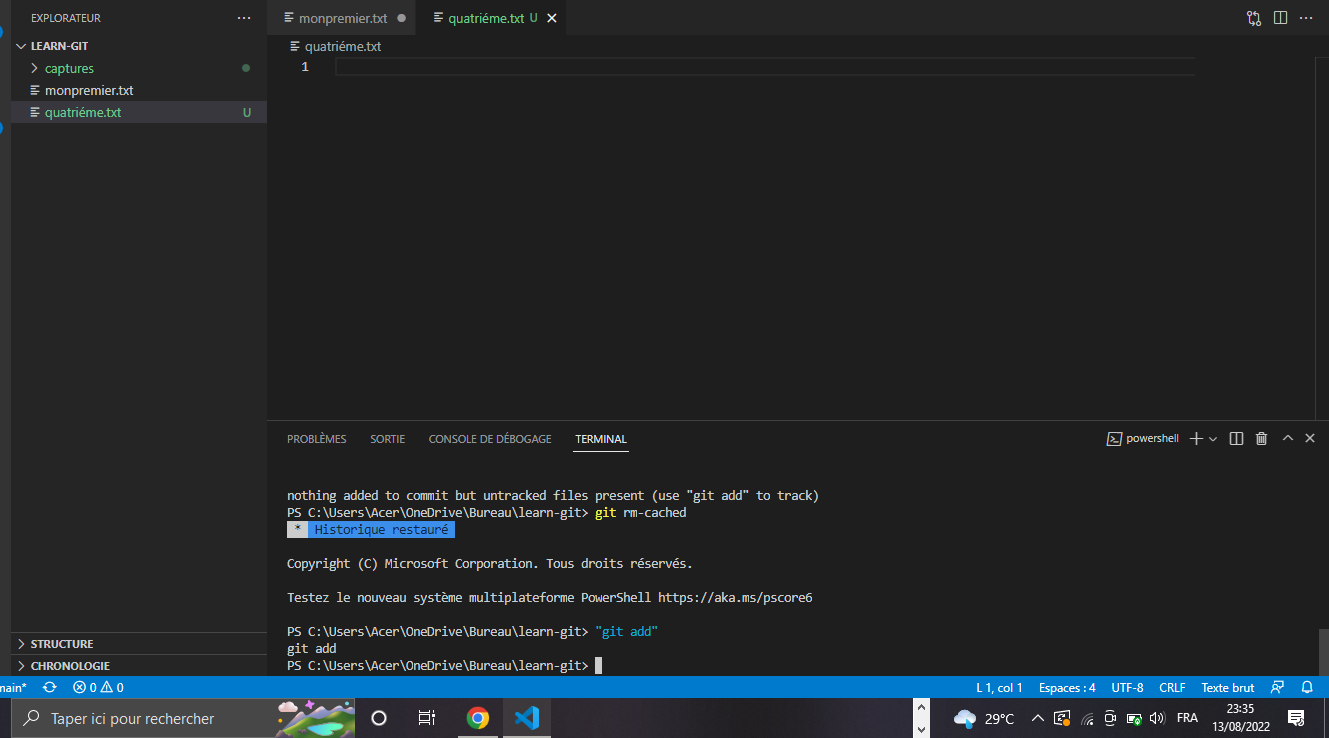 EXPLORATEUR
LEARN-GIT
captures
monpremier.txt
quatriéme.txt U
STRUCTURE
CHRONOLOGIE
monpremier.txt
quatriéme.txt U
quatriéme.txt
1
PROBLÈMES SORTIE CONSOLE DE DÉBOGAGE TERMINAL
powershell
nothing added to commit but untracked files present (use "git add" to track)
PS C:\Users\Acer\OneDrive\Bureau\learn-git> git rm-cached
* Historique restauré
Copyright (C) Microsoft Corporation. Tous droits réservés.
Testez le nouveau système multiplateforme PowerShell https://aka.ms/pscore6
PS C:\Users\Acer\OneDrive\Bureau\learn-git> "git add"
git add
PS C:\Users\Acer\OneDrive\Bureau\learn-git>
main* 0 0 L 1, col 1 Espaces : 4 UTF-8 CRLF Texte brut
Taper ici pour rechercher
29°C
FRA
23:35
13/08/2022